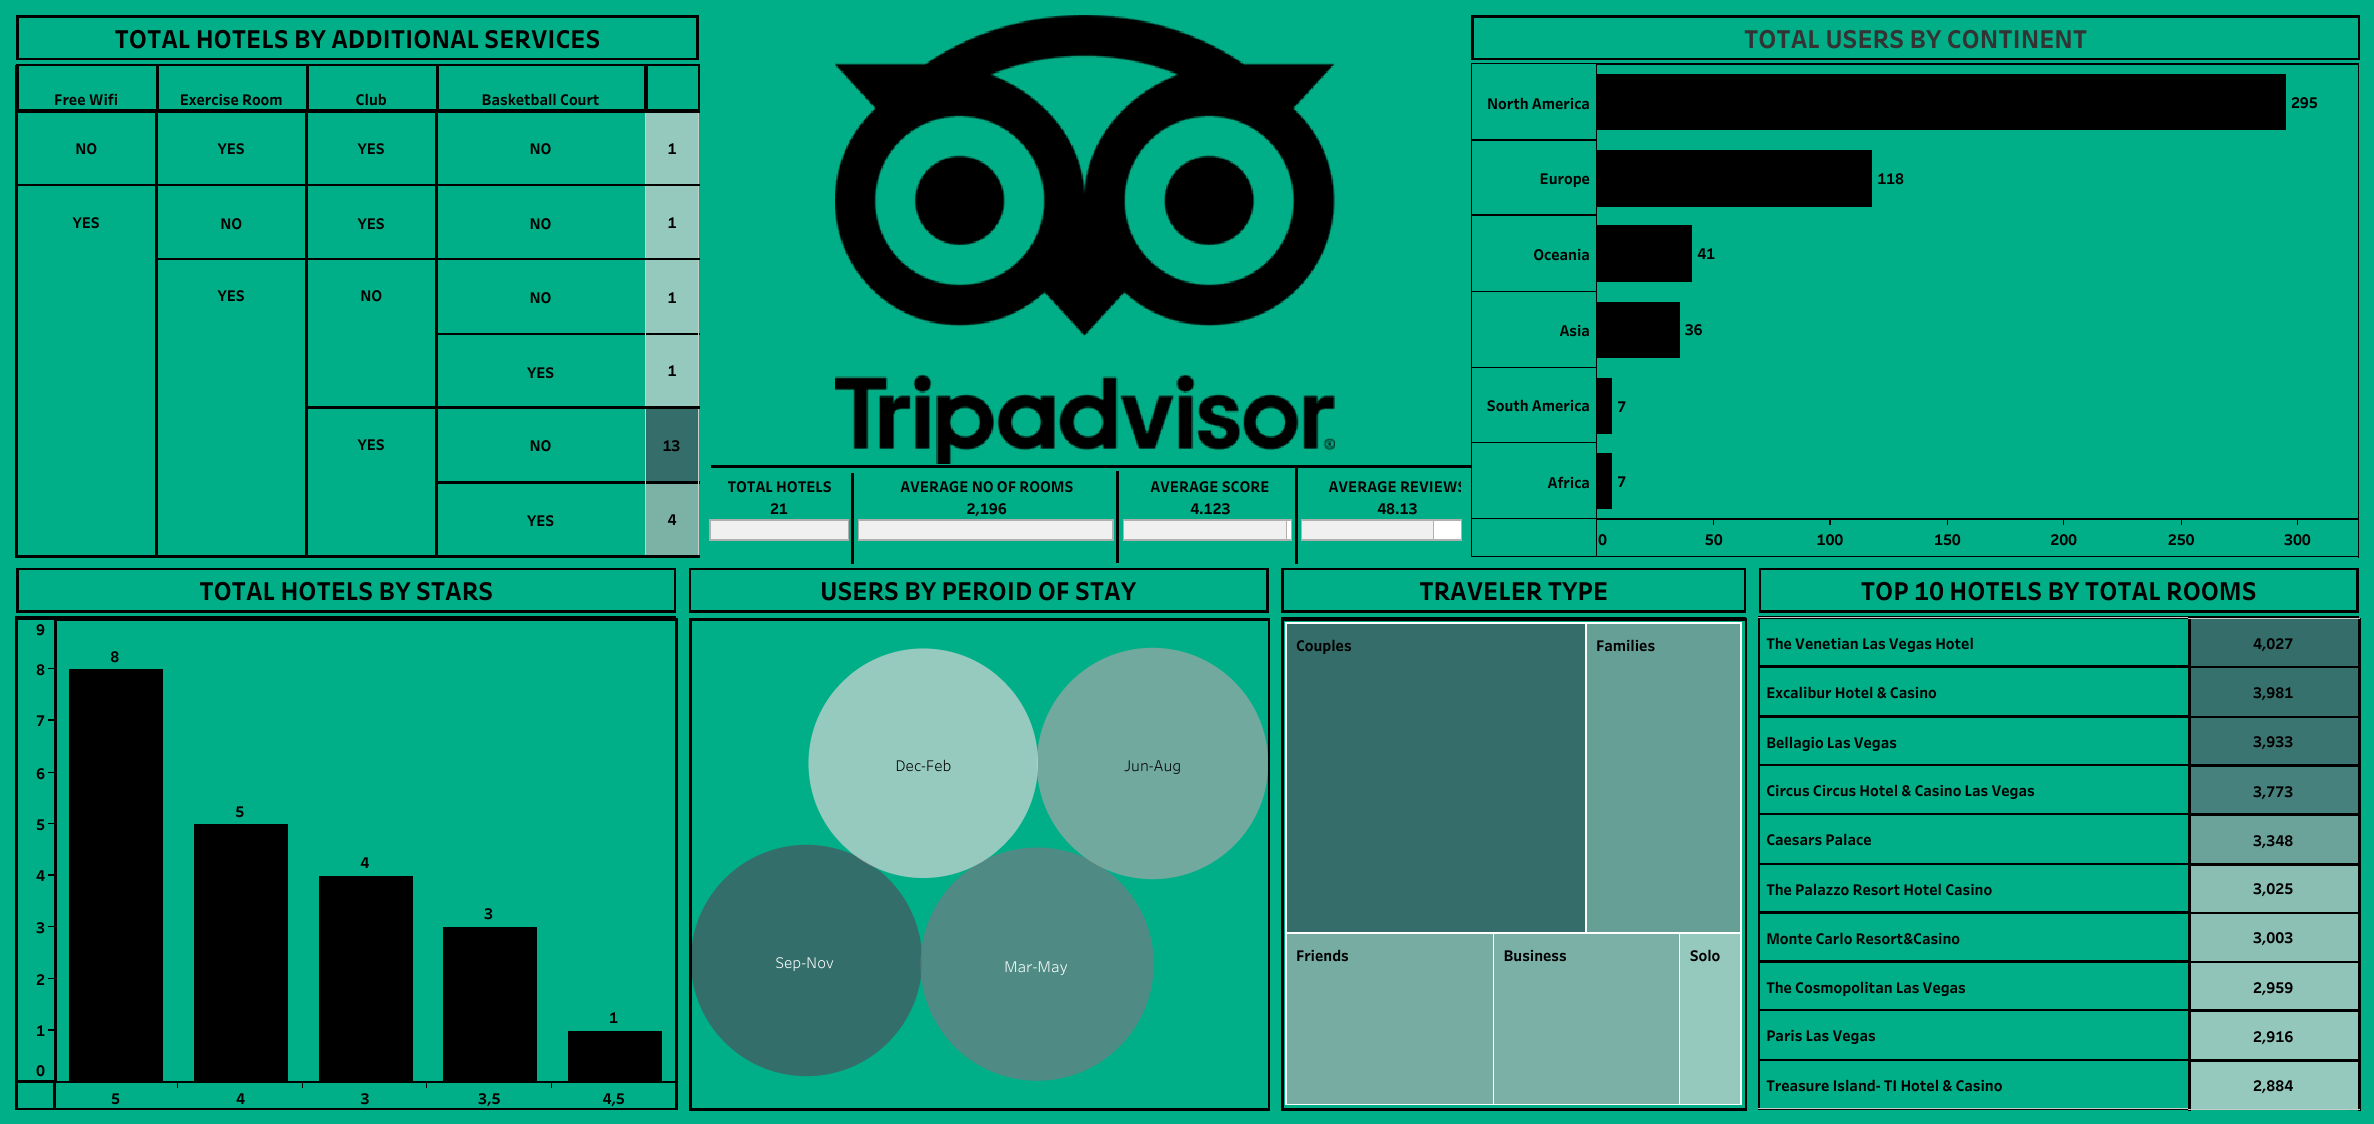 TOTAL HOTELS BY ADDITIONAL SERVICES
Free Wifi Exercise Room Club Basketball Court
NO YES YES NO 1
YES NO YES NO 1
YES NO NO 1
YES 1
YES NO 13
YES 4
Tripadvisor®
TOTAL HOTELS
21
AVERAGE NO OF ROOMS
2,196
AVERAGE SCORE
4.123
AVERAGE REVIEWS
48.13
TOTAL USERS BY CONTINENT
North America 295
Europe 118
Oceania 41
Asia 36
South America 7
Africa 7
0 50 100 150 200 250 300
TOTAL HOTELS BY STARS
9
8
7
6
5
4
3
2
1
0
8
5
4
3
1
5 4 3 3,5 4,5
USERS BY PEROID OF STAY
Dec-Feb
Jun-Aug
Sep-Nov
Mar-May
TRAVELER TYPE
Couples
Families
Friends
Business
Solo
TOP 10 HOTELS BY TOTAL ROOMS
The Venetian Las Vegas Hotel 4,027
Excalibur Hotel & Casino 3,981
Bellagio Las Vegas 3,933
Circus Circus Hotel & Casino Las Vegas 3,773
Caesars Palace 3,348
The Palazzo Resort Hotel Casino 3,025
Monte Carlo Resort&Casino 3,003
The Cosmopolitan Las Vegas 2,959
Paris Las Vegas 2,916
Treasure Island- TI Hotel & Casino 2,884